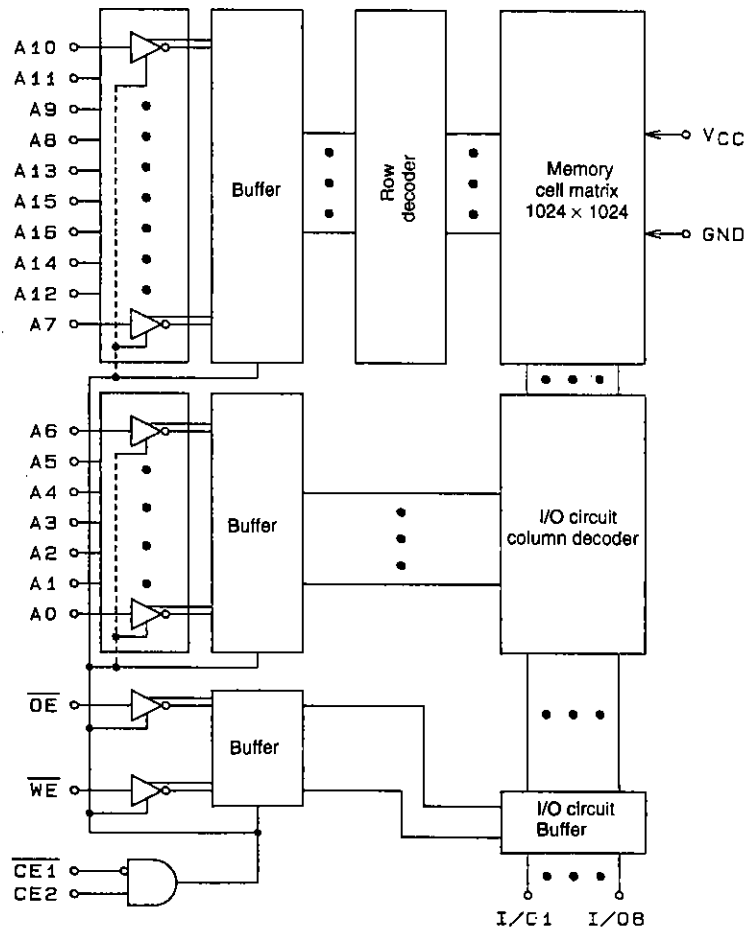 A10
A11
A9
A8
A13
A15
A16
A14
A12
A7
Buffer
Row
decoder
Memory
cell matrix
1024 × 1024
VCC
GND
A6
A5
A4
A3
A2
A1
A0
Buffer
I/O circuit
column decoder
OE
WE
Buffer
I/O circuit
Buffer
CE1
CE2
I/O1
I/O8